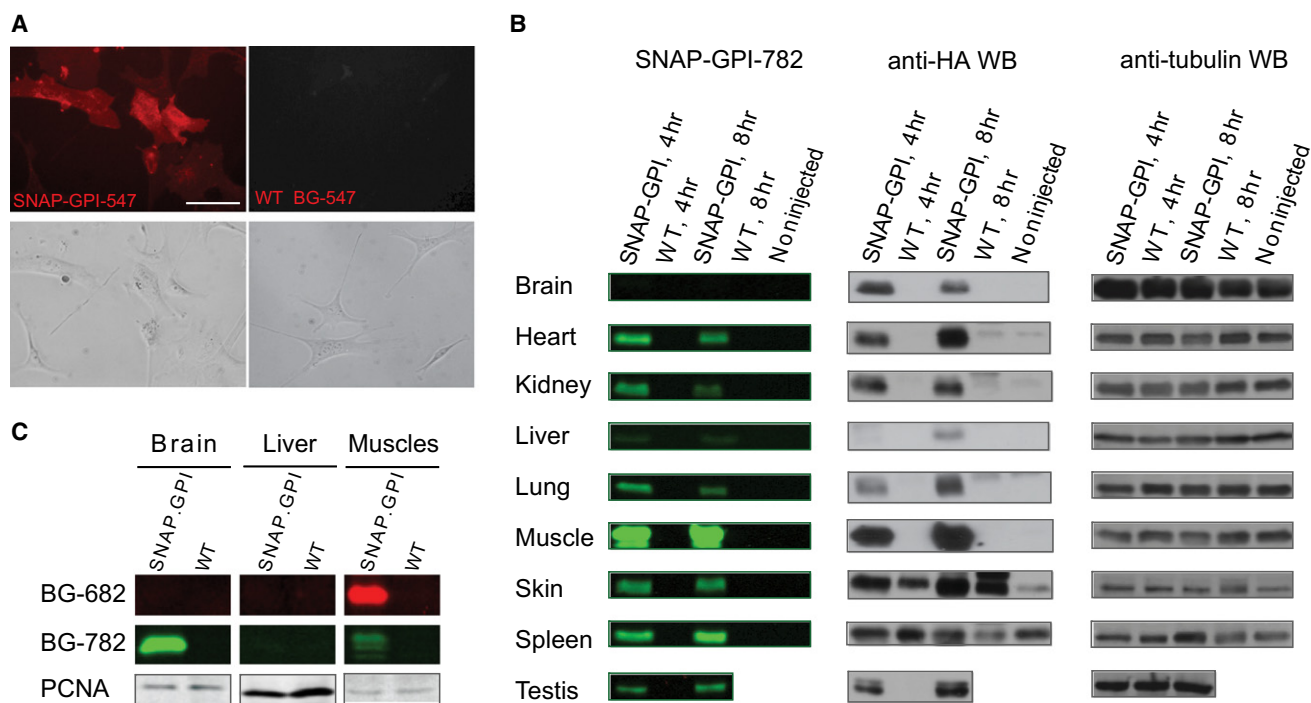 A
SNAP-GPI-547
WT BG-547
B
SNAP-GPI-782
anti-HA WB
anti-tubulin WB
SNAP-GPI, 4hr
WT, 4hr
SNAP-GPI, 8hr
WT, 8hr
Noninjected
SNAP-GPI, 4hr
WT, 4hr
SNAP-GPI, 8hr
WT, 8hr
Noninjected
SNAP-GPI, 4hr
WT, 4hr
SNAP-GPI, 8hr
WT, 8hr
Noninjected
Brain
Heart
Kidney
Liver
Lung
Muscle
Skin
Spleen
Testis
C
Brain
Liver
Muscles
SNAP.GPI
WT
SNAP.GPI
WT
SNAP.GPI
WT
BG-682
BG-782
PCNA